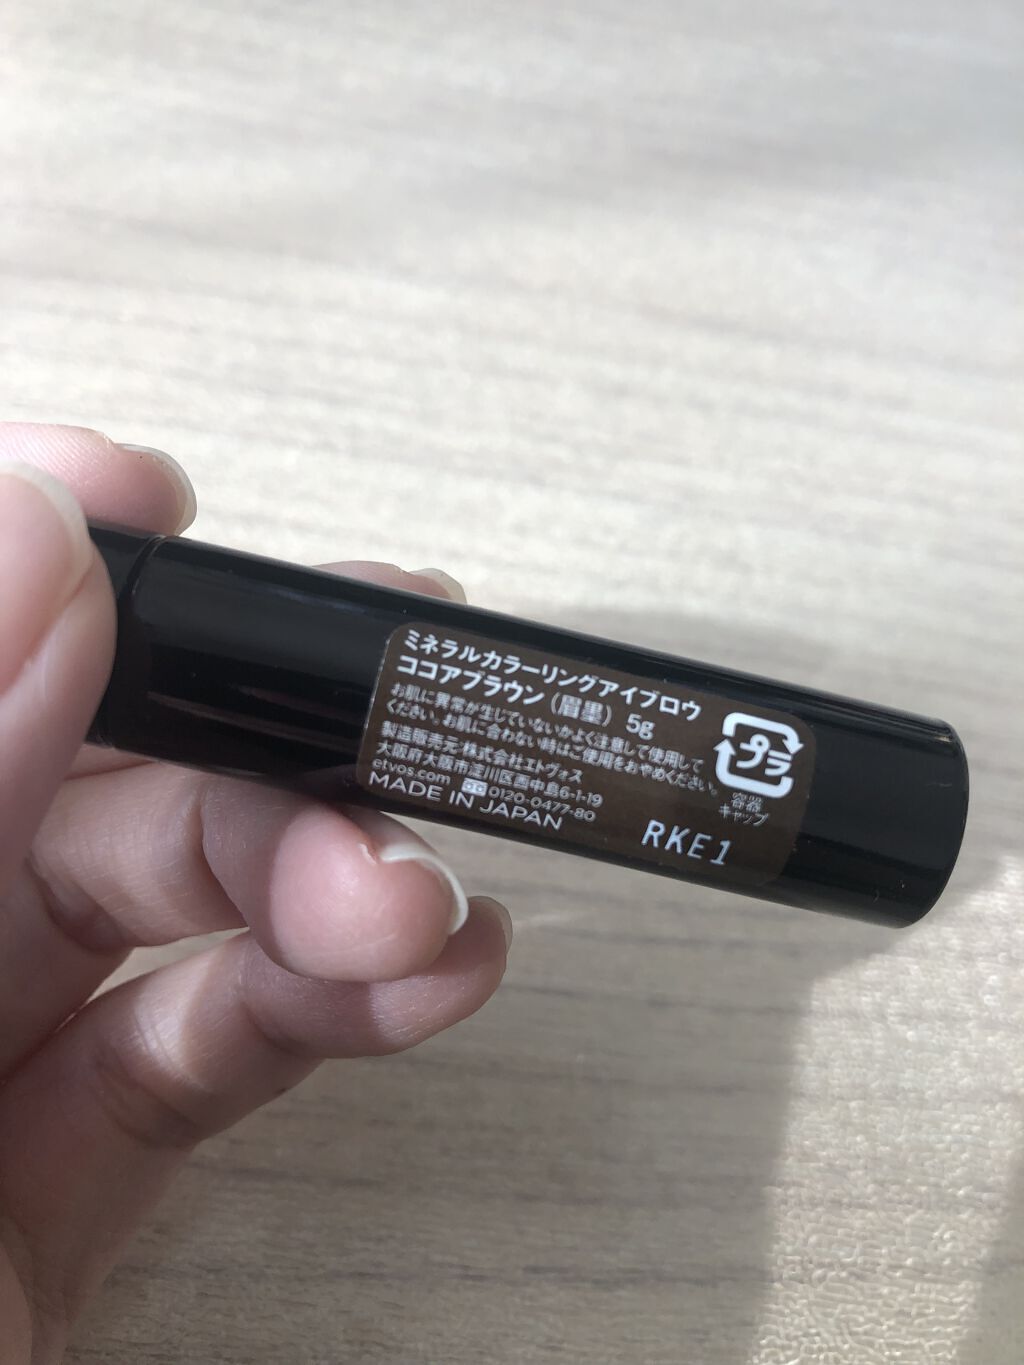 ミネラルカラーリングアイブロウ
ココアブラウン（眉墨） 5g
お肌に異常が生じていないかよく注意して使用して
ください。お肌に合わない時はご使用をおやめください。
製造販売元:株式会社エトヴォス
大阪府大阪市淀川区西中島6-1-19
etvos.com 0120-0477-80
MADE IN JAPAN
プラ
容器
キャップ
RKE1